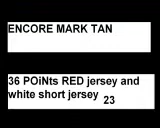 ENCORE MARK TAN
36 POiNts RED jersey and
white short jersey 23